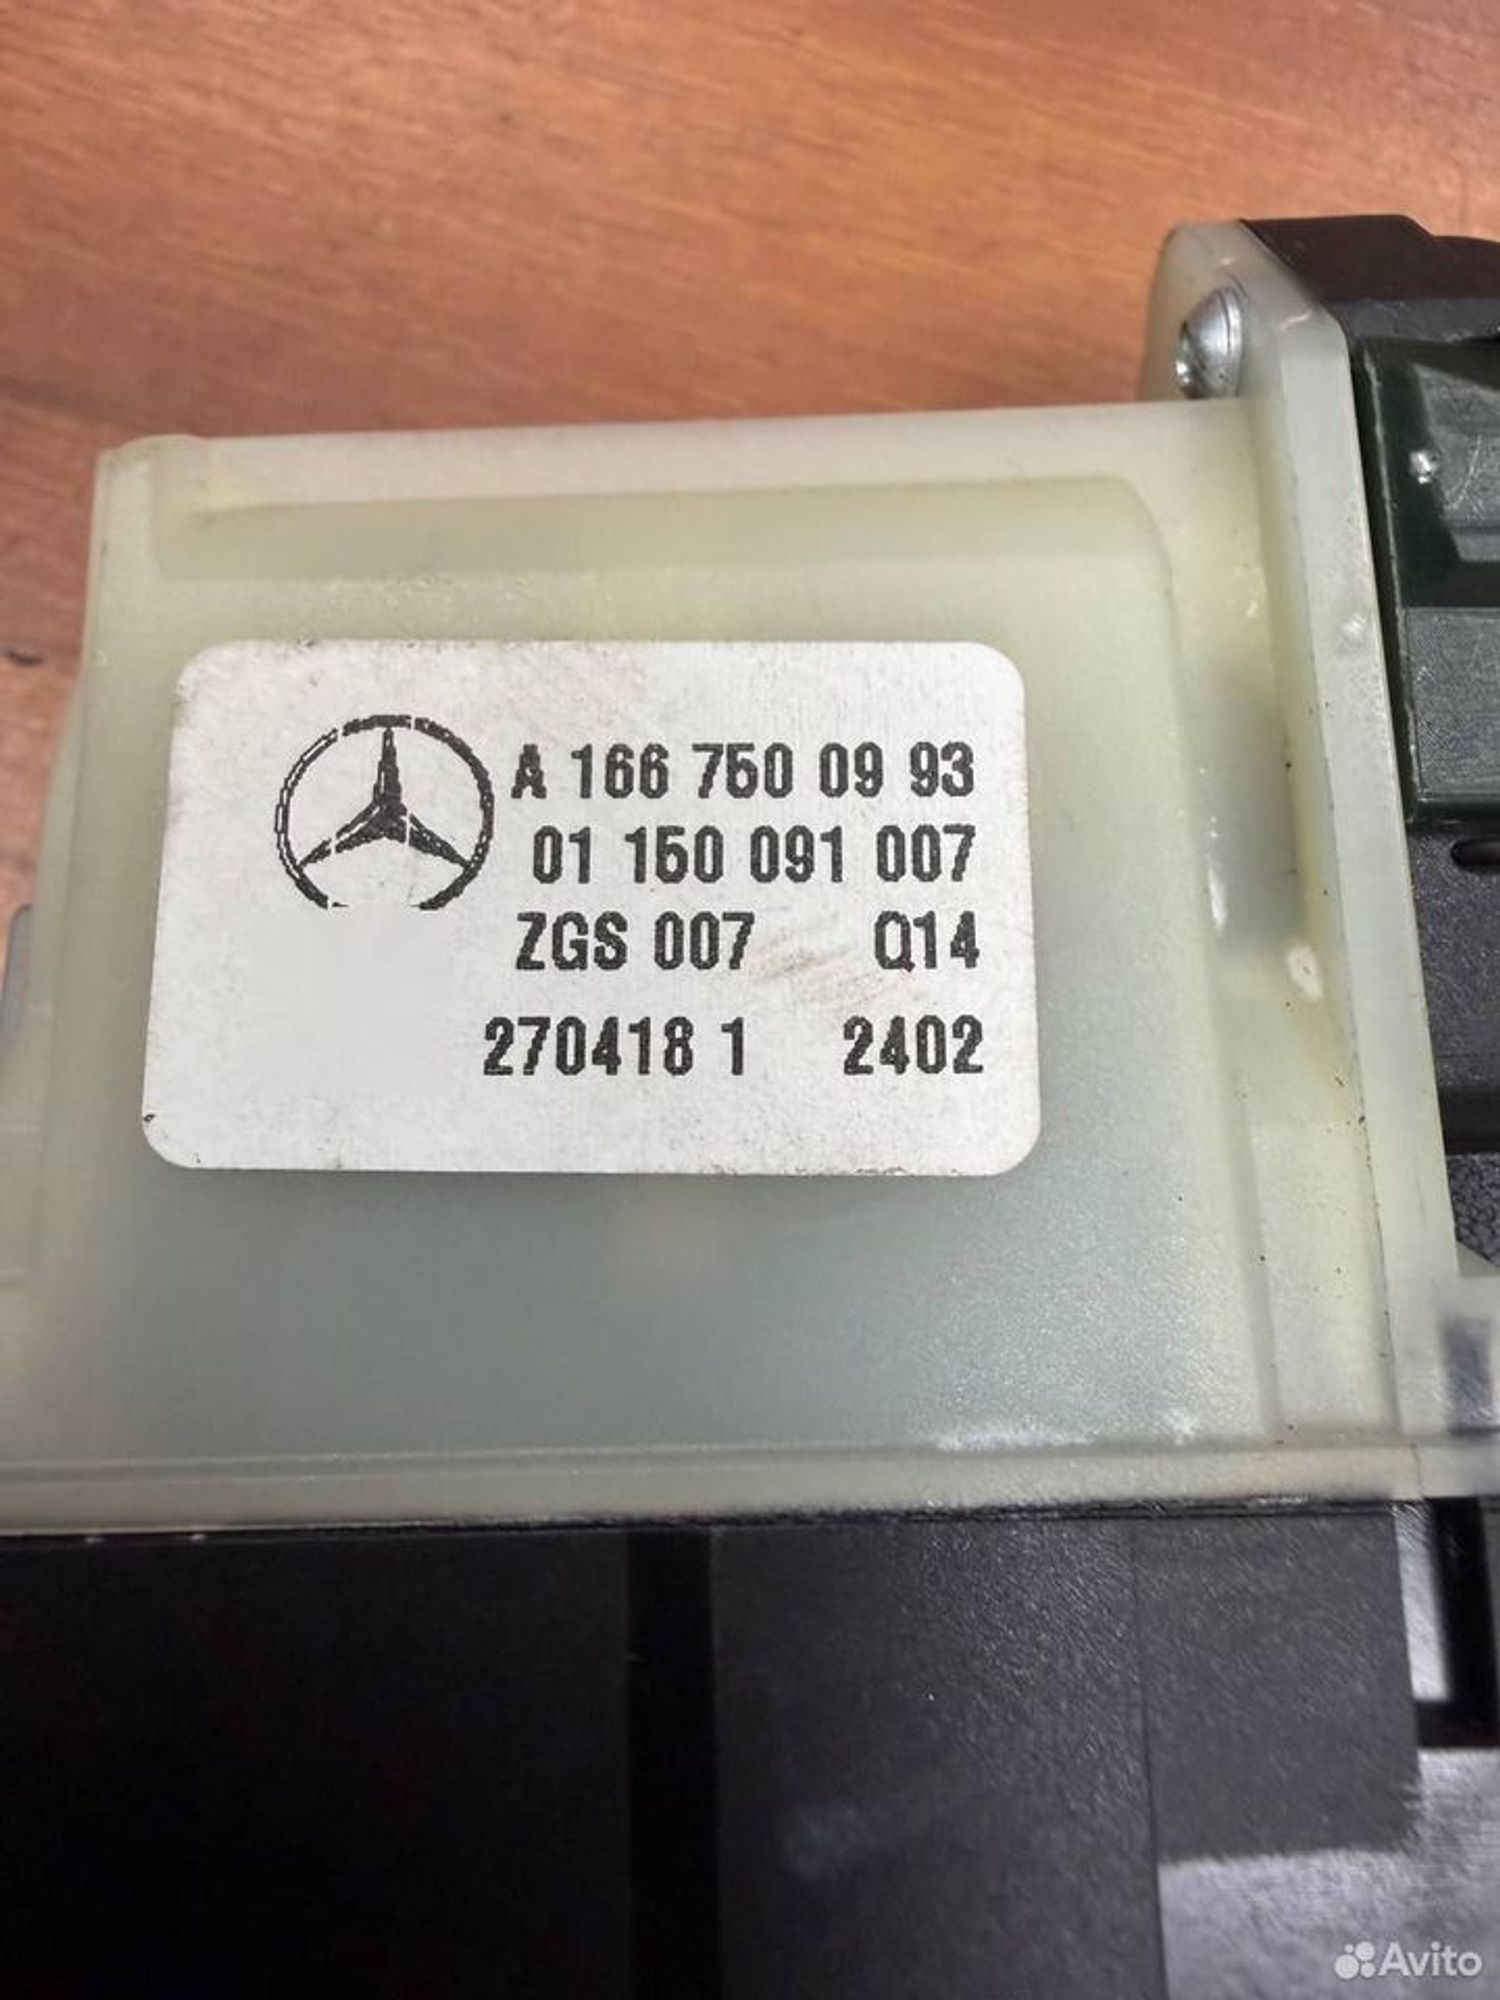 A 166 750 09 93
01 150 091 007
ZGS 007 Q14
270418 1 2402
Avito